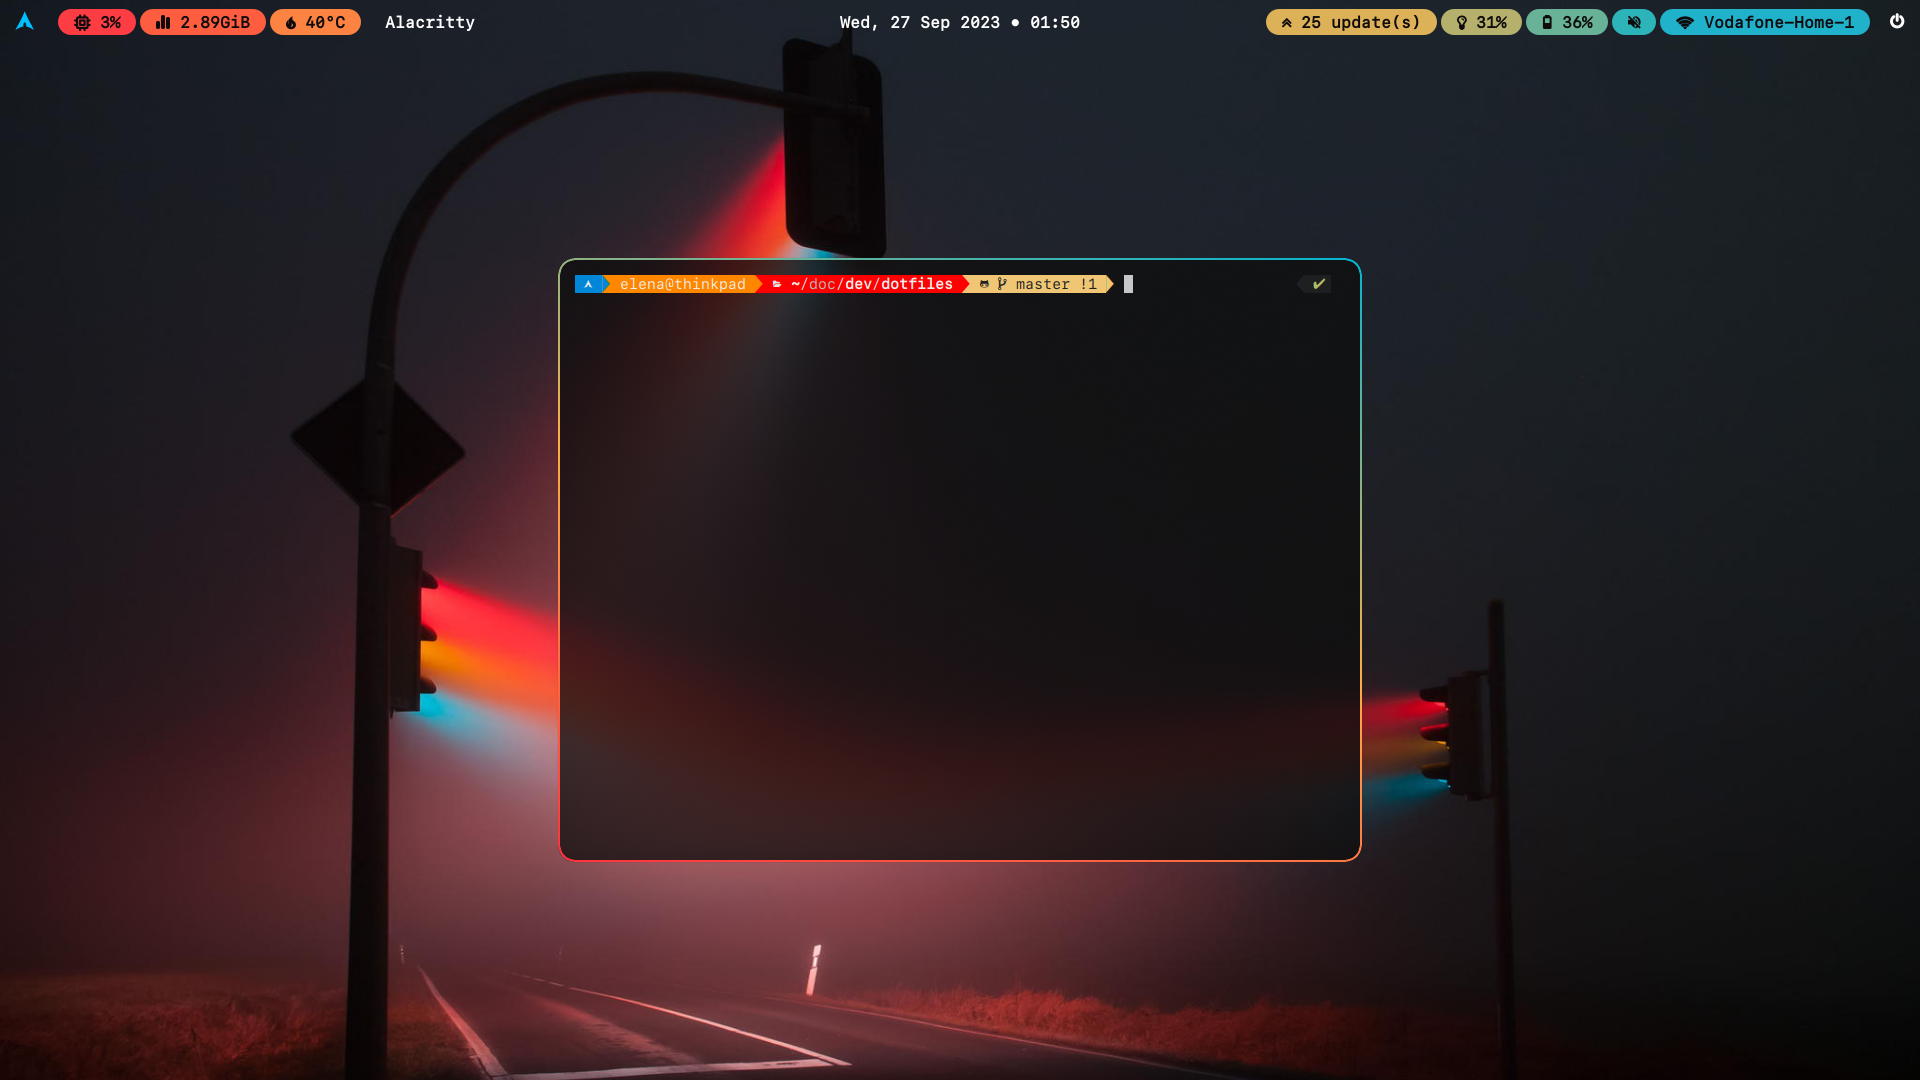 3% 2.89GiB 40°C Alacritty Wed, 27 Sep 2023 • 01:50 25 update(s) 31% 36% Vodafone-Home-1
elena@thinkpad ~/doc/dev/dotfiles master !1 ✔